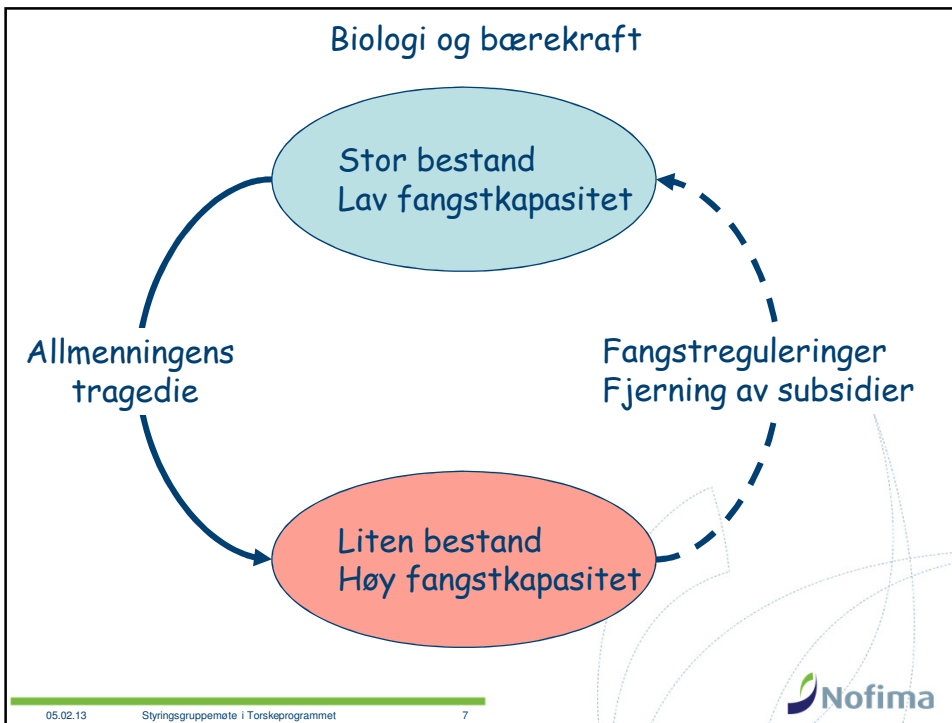 Biologi og bærekraft
Stor bestand
Lav fangstkapasitet
Allmenningens
tragedie
Fangstreguleringer
Fjerning av subsidier
Liten bestand
Høy fangstkapasitet
05.02.13 Styringsgruppemøte i Torskeprogrammet 7
Nofima